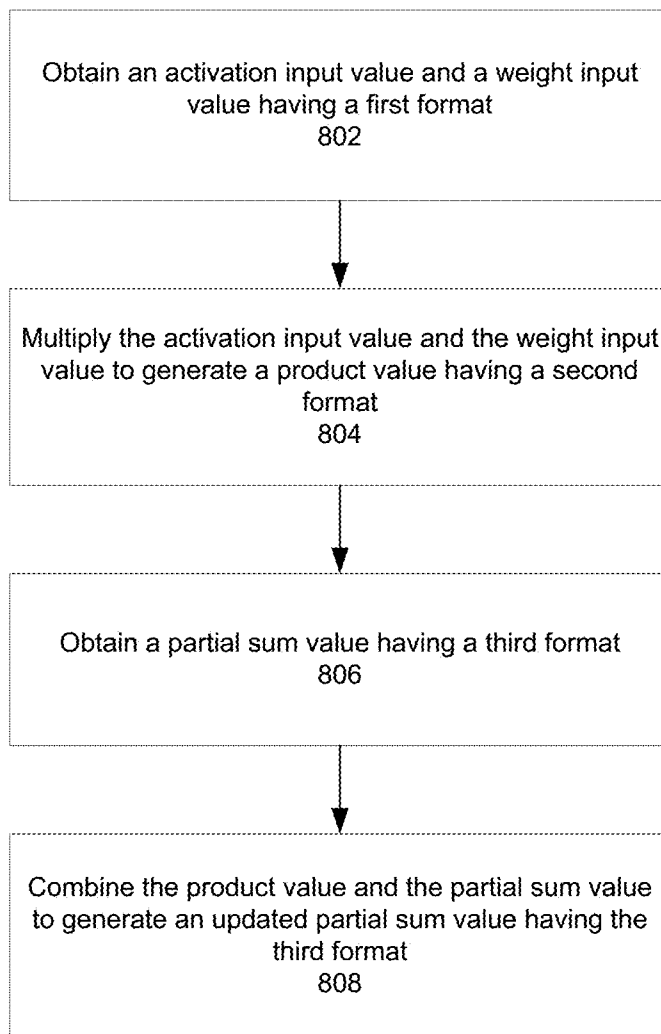 Obtain an activation input value and a weight input
value having a first format
802
Multiply the activation input value and the weight input
value to generate a product value having a second
format
804
Obtain a partial sum value having a third format
806
Combine the product value and the partial sum value
to generate an updated partial sum value having the
third format
808